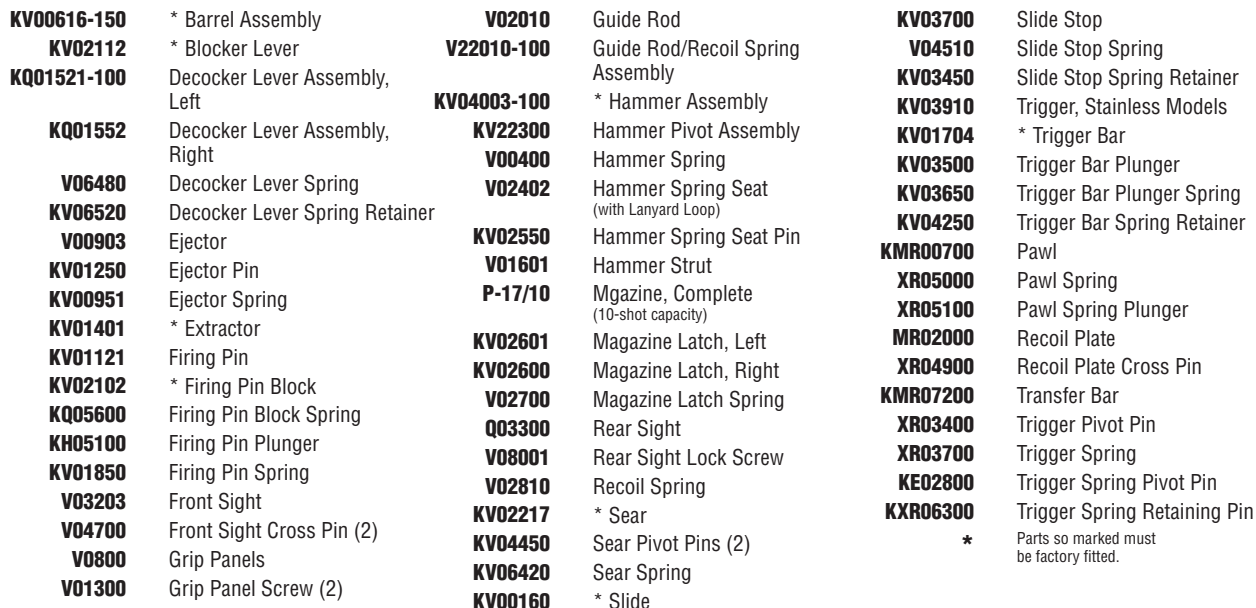 KV00616-150 * Barrel Assembly
KV02112 * Blocker Lever
KQ01521-100 Decocker Lever Assembly,
Left
KQ01552 Decocker Lever Assembly,
Right
V06480 Decocker Lever Spring
KV06520 Decocker Lever Spring Retainer
V00903 Ejector
KV01250 Ejector Pin
KV00951 Ejector Spring
KV01401 * Extractor
KV01121 Firing Pin
KV02102 * Firing Pin Block
KQ05600 Firing Pin Block Spring
KH05100 Firing Pin Plunger
KV01850 Firing Pin Spring
V03203 Front Sight
V04700 Front Sight Cross Pin (2)
V0800 Grip Panels
V01300 Grip Panel Screw (2)
V02010 Guide Rod
V22010-100 Guide Rod/Recoil Spring
Assembly
KV04003-100 * Hammer Assembly
KV22300 Hammer Pivot Assembly
V00400 Hammer Spring
V02402 Hammer Spring Seat
(with Lanyard Loop)
KV02550 Hammer Spring Seat Pin
V01601 Hammer Strut
P-17/10 Mgazine, Complete
(10-shot capacity)
KV02601 Magazine Latch, Left
KV02600 Magazine Latch, Right
V02700 Magazine Latch Spring
Q03300 Rear Sight
V08001 Rear Sight Lock Screw
V02810 Recoil Spring
KV02217 * Sear
KV04450 Sear Pivot Pins (2)
KV06420 Sear Spring
KV00160 * Slide
KV03700 Slide Stop
V04510 Slide Stop Spring
KV03450 Slide Stop Spring Retainer
KV03910 Trigger, Stainless Models
KV01704 * Trigger Bar
KV03500 Trigger Bar Plunger
KV03650 Trigger Bar Plunger Spring
KV04250 Trigger Bar Spring Retainer
KMR00700 Pawl
XR05000 Pawl Spring
XR05100 Pawl Spring Plunger
MR02000 Recoil Plate
XR04900 Recoil Plate Cross Pin
KMR07200 Transfer Bar
XR03400 Trigger Pivot Pin
XR03700 Trigger Spring
KE02800 Trigger Spring Pivot Pin
KXR06300 Trigger Spring Retaining Pin
* Parts so marked must
be factory fitted.